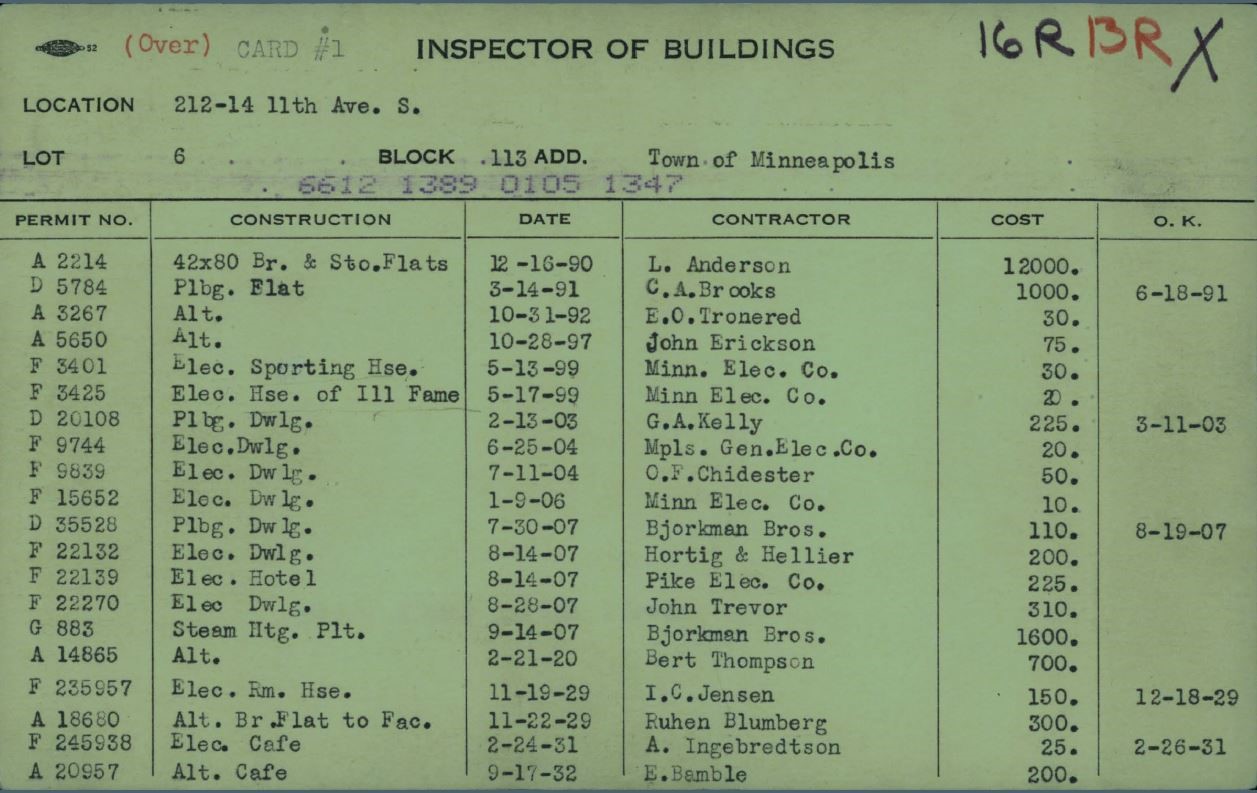 52 (Over) CARD #1 INSPECTOR OF BUILDINGS 16R 13R X
LOCATION 212-14 11th Ave. S.
LOT 6 BLOCK .113 ADD. Town of Minneapolis
6612 1389 0105 1347
PERMIT NO. CONSTRUCTION DATE CONTRACTOR COST O. K.
A 2214 42x80 Br. & Sto.Flats 12-16-90 L. Anderson 12000.
D 5784 Plbg. Flat 3-14-91 C.A.Brooks 1000. 6-18-91
A 3267 Alt. 10-31-92 E.O.Tronered 30.
A 5650 Alt. 10-28-97 John Erickson 75.
F 3401 Elec. Sporting Hse. 5-13-99 Minn. Elec. Co. 30.
F 3425 Elec. Hse. of Ill Fame 5-17-99 Minn Elec. Co. 20.
D 20108 Plbg. Dwlg. 2-13-03 G.A.Kelly 225. 3-11-03
F 9744 Elec.Dwlg. 6-25-04 Mpls. Gen.Elec.Co. 20.
F 9839 Elec. Dwlg. 7-11-04 O.F.Chidester 50.
F 15652 Elec. Dwlg. 1-9-06 Minn Elec. Co. 10.
D 35528 Plbg. Dwlg. 7-30-07 Bjorkman Bros. 110. 8-19-07
F 22132 Elec. Dwlg. 8-14-07 Hortig & Hellier 200.
F 22139 Elec. Hotel 8-14-07 Pike Elec. Co. 225.
F 22270 Elec Dwlg. 8-28-07 John Trevor 310.
G 883 Steam Htg. Plt. 9-14-07 Bjorkman Bros. 1600.
A 14865 Alt. 2-21-20 Bert Thompson 700.
F 235957 Elec. Rm. Hse. 11-19-29 I.C.Jensen 150. 12-18-29
A 18680 Alt. Br.Flat to Fac. 11-22-29 Ruhen Blumberg 300.
F 245938 Elec. Cafe 2-24-31 A. Ingebredtson 25. 2-26-31
A 20957 Alt. Cafe 9-17-32 E.Bamble 200.